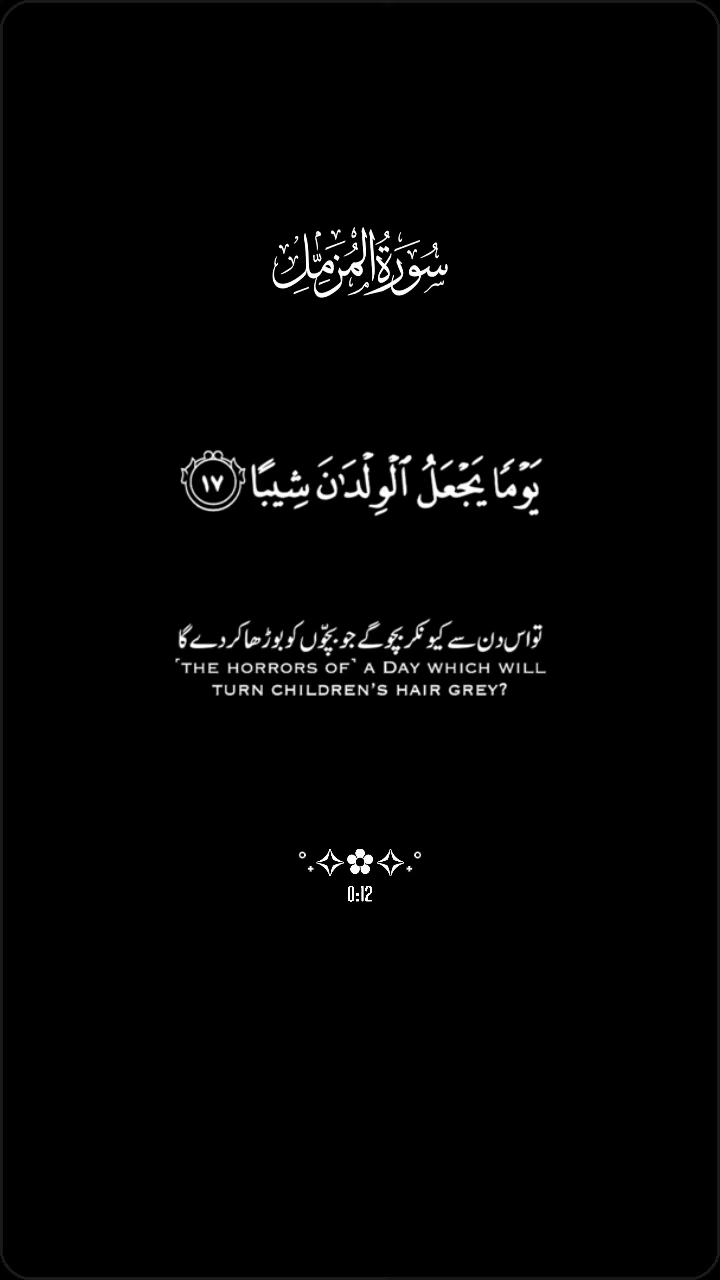 سُورَةُ الْمُزَّمِّلِ
يَوْمًا يَجْعَلُ ٱلْوِلْدَٰنَ شِيبًا ١٧
تو اس دن سے کیونکر بچو گے جو بچّوں کو بوڑھا کر دے گا
˹THE HORRORS OF˺ A DAY WHICH WILL
TURN CHILDREN’S HAIR GREY?
0:12